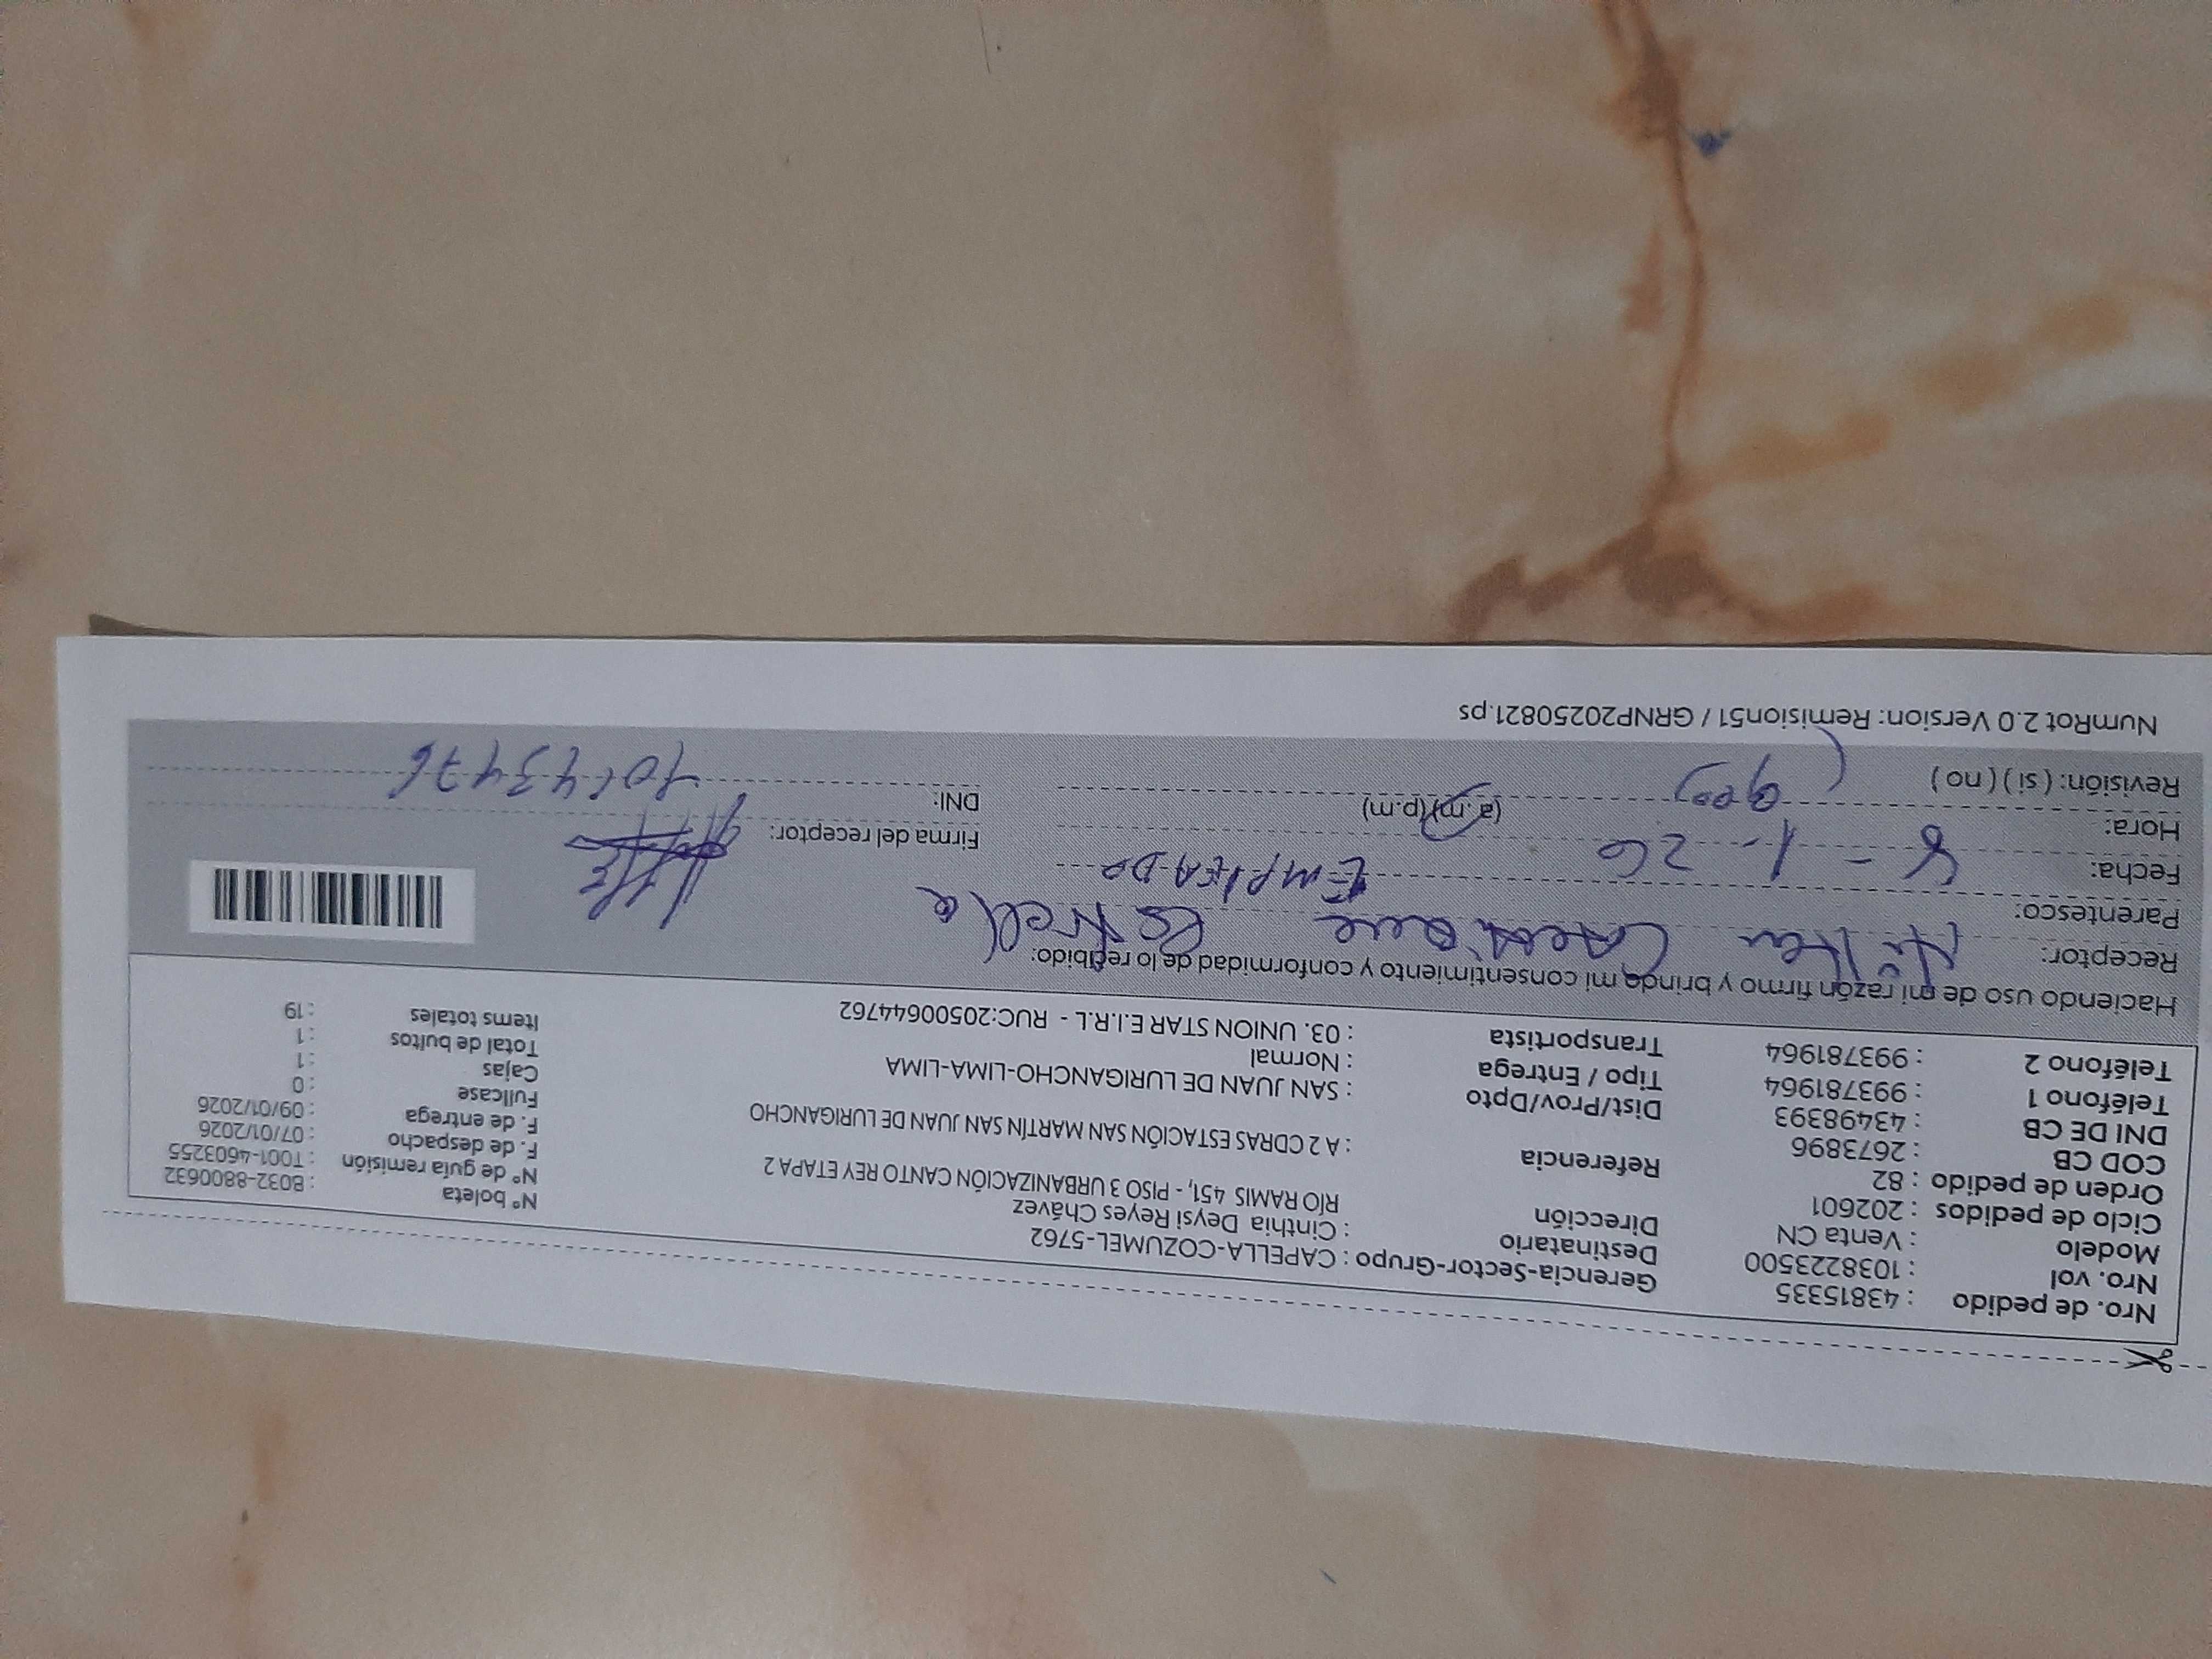 Nro. de pedido : 43815335
Nro. vol : 1038223500
Modelo : Venta CN
Ciclo de pedidos : 202601
Orden de pedido : 82
COD CB : 2673896
DNI DE CB : 43498393
Teléfono 1 : 993781964
Teléfono 2 : 993781964
Gerencia-Sector-Grupo : CAPELLA-COZUMEL-5762
Destinatario : Cinthia Deysi Reyes Chávez
Dirección RÍO RAMIS 451, - PISO 3 URBANIZACIÓN CANTO REY ETAPA 2
Referencia : A 2 CDRAS ESTACIÓN SAN MARTÍN SAN JUAN DE LURIGANCHO
Dist/Prov/Dpto : SAN JUAN DE LURIGANCHO-LIMA-LIMA
Tipo / Entrega : Normal
Transportista : 03. UNION STAR E.I.R.L - RUC:20500644762
Nº boleta : B032-8800632
Nº de guía remisión : T001-4603255
F. de despacho : 07/01/2026
F. de entrega : 09/01/2026
Fullcase : 0
Cajas : 1
Total de bultos : 1
Items totales : 19
Haciendo uso de mi razón firmo y brindo mi consentimiento y conformidad de lo recibido:
Receptor: Estrella
Parentesco: EMPLEADO
Fecha: 8-1-26
Hora: (a.m)(p.m)
Revisión: (si)(no)
Firma del receptor:
DNI:
NumRot 2.0 Version: Remision51 / GRNP20250821.ps